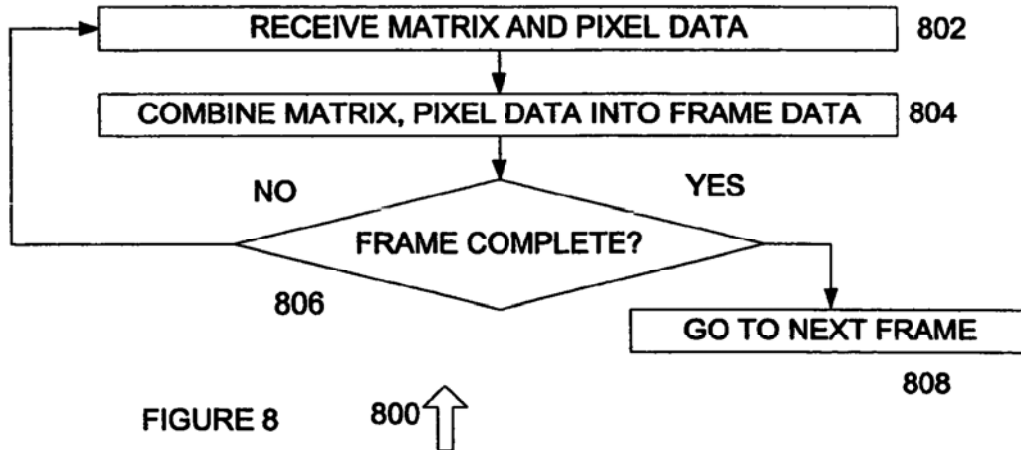 RECEIVE MATRIX AND PIXEL DATA 802
COMBINE MATRIX, PIXEL DATA INTO FRAME DATA 804
NO YES
FRAME COMPLETE?
806
GO TO NEXT FRAME
808
FIGURE 8 800